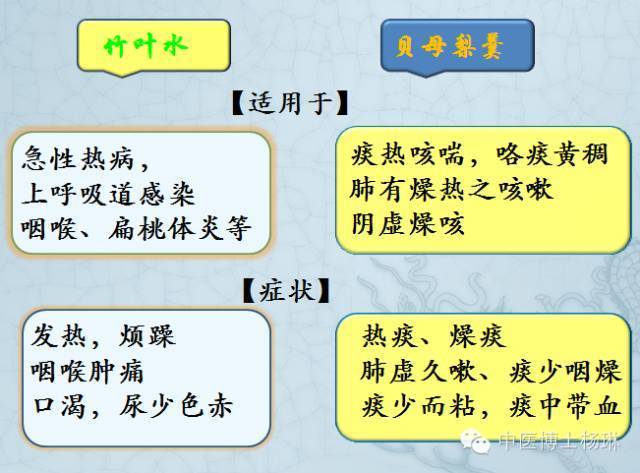 竹叶水
贝母梨羹
【适用于】
急性热病，
上呼吸道感染
咽喉、扁桃体炎等
痰热咳喘，咯痰黄稠
肺有燥热之咳嗽
阴虚燥咳
【症状】
发热，烦躁
咽喉肿痛
口渴，尿少色赤
热痰、燥痰
肺虚久嗽、痰少咽燥
痰少而粘，痰中带血
中医博士杨琳